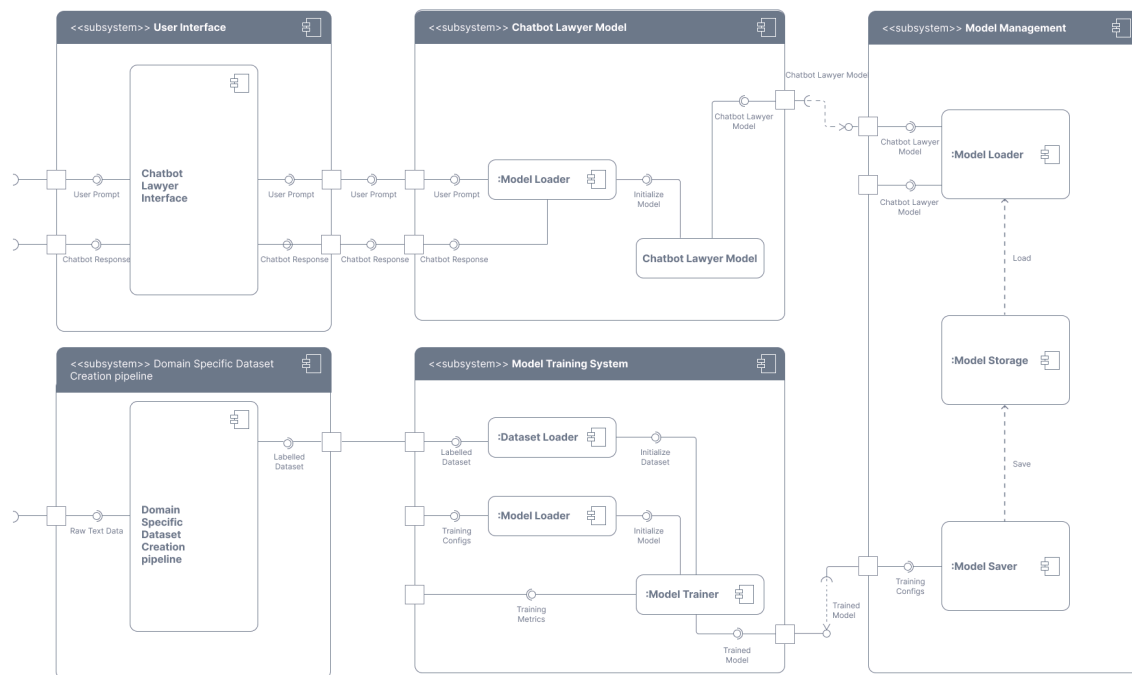 <<subsystem>> User Interface
Chatbot
Lawyer
Interface
User Prompt
Chatbot Response
User Prompt
Chatbot Response
User Prompt
Chatbot Response
<<subsystem>> Chatbot Lawyer Model
User Prompt
Chatbot Response
:Model Loader
Initialize
Model
Chatbot Lawyer Model
Chatbot Lawyer
Model
Chatbot Lawyer Model
<<subsystem>> Model Management
Chatbot Lawyer
Model
Chatbot Lawyer
Model
:Model Loader
Load
:Model Storage
Save
:Model Saver
Training
Configs
<<subsystem>> Domain Specific Dataset
Creation pipeline
Raw Text Data
Domain
Specific
Dataset
Creation
pipeline
Labelled
Dataset
<<subsystem>> Model Training System
Labelled
Dataset
:Dataset Loader
Initialize
Dataset
Training
Configs
:Model Loader
Initialize
Model
Training
Metrics
:Model Trainer
Trained
Model
Trained
Model